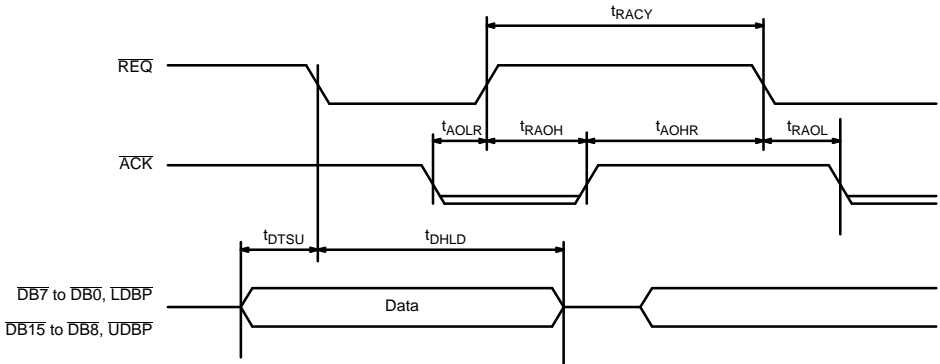 tRACY
REQ
tAOLR tRAOH tAOHR tRAOL
ACK
tDTSU tDHLD
DB7 to DB0, LDBP
Data
DB15 to DB8, UDBP